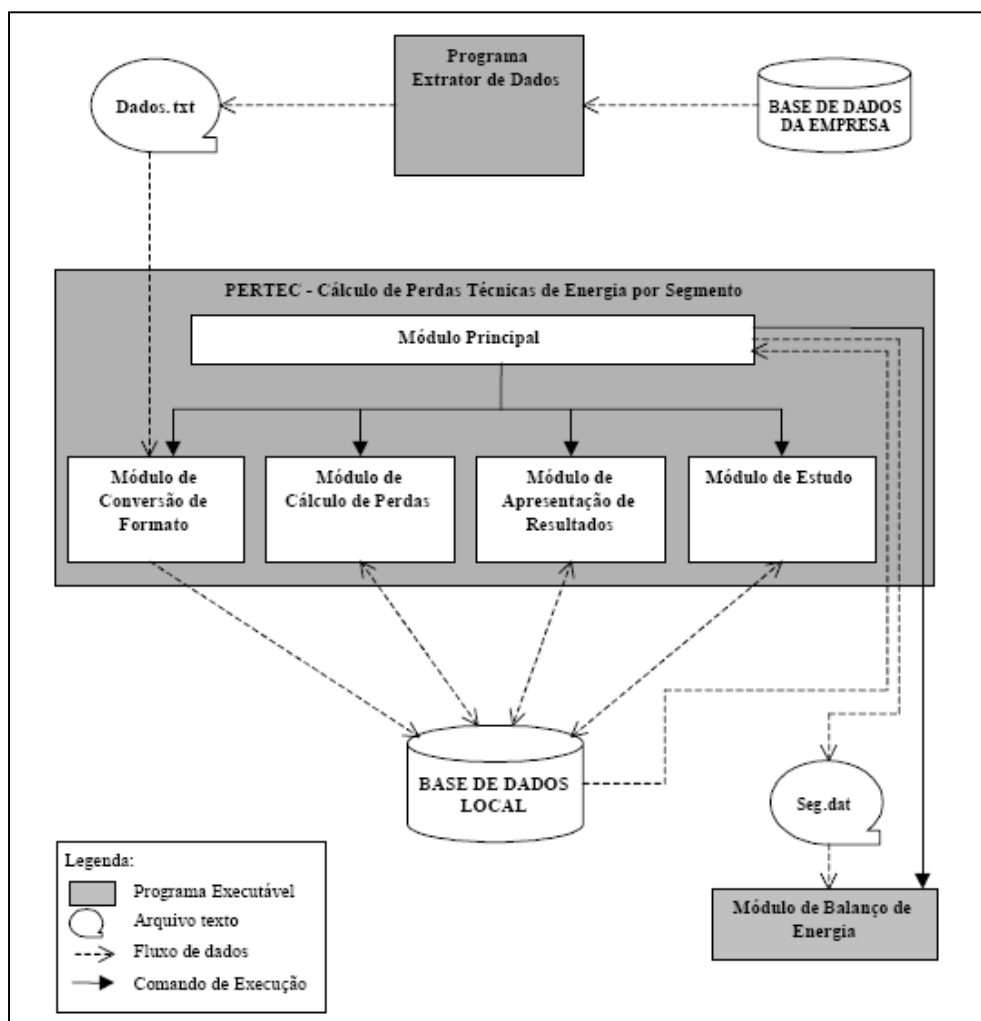 Programa
Extrator de Dados
Dados.txt
BASE DE DADOS
DA EMPRESA
PERTEC - Cálculo de Perdas Técnicas de Energia por Segmento
Módulo Principal
Módulo de
Conversão de
Formato
Módulo de
Cálculo de Perdas
Módulo de
Apresentação de
Resultados
Módulo de Estudo
BASE DE DADOS
LOCAL
Seg.dat
Módulo de Balanço de
Energia
Legenda:
Programa Executável
Arquivo texto
Fluxo de dados
Comando de Execução